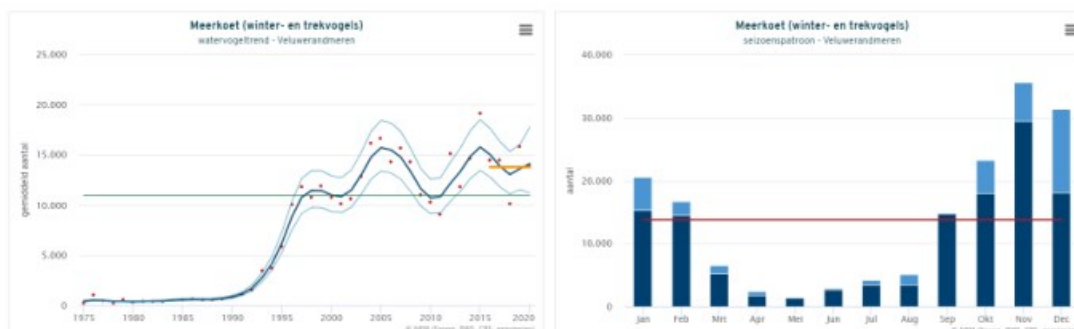 Meerkoet (winter- en trekvogels)
watervogeltrend - Veluwerandmeren
gemiddeld aantal
25.000
20.000
15.000
10.000
5.000
0
1975 1980 1985 1990 1995 2000 2005 2010 2015 2020
Meerkoet (winter- en trekvogels)
seizoenspatroon - Veluwerandmeren
aantal
40.000
30.000
20.000
10.000
0
Jan Feb Mrt Apr Mei Jun Jul Aug Sep Okt Nov Dec